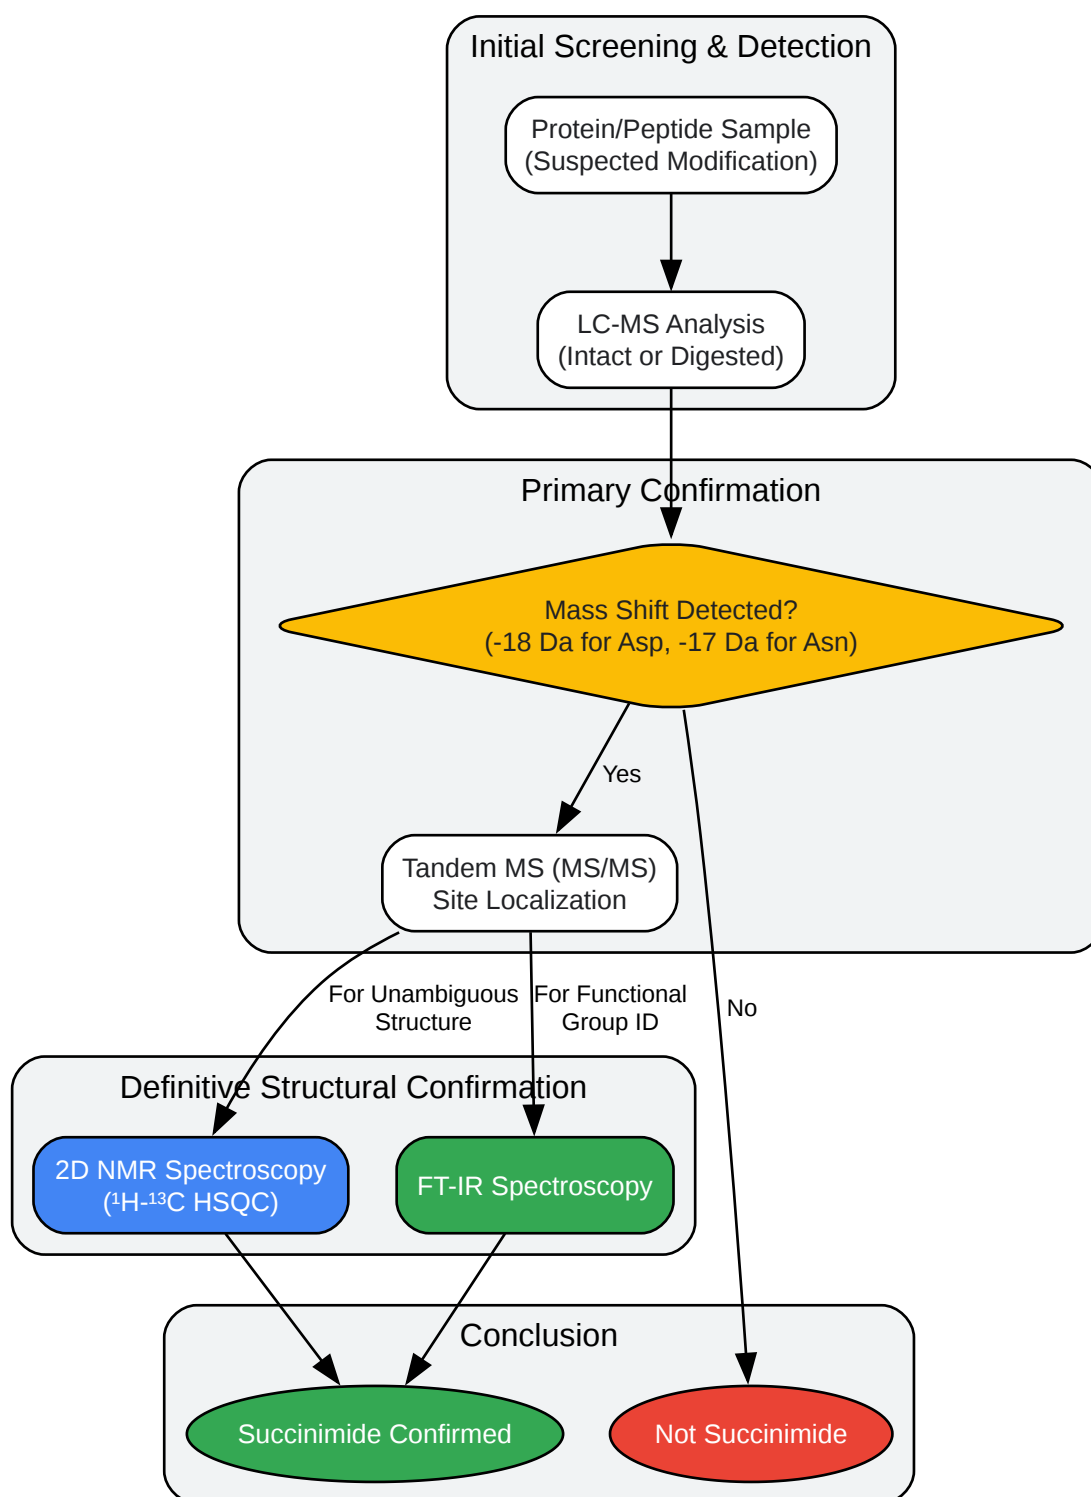 Initial Screening & Detection
Protein/Peptide Sample
(Suspected Modification)
LC-MS Analysis
(Intact or Digested)
Primary Confirmation
Mass Shift Detected?
(-18 Da for Asp, -17 Da for Asn)
Yes
Tandem MS (MS/MS)
Site Localization
For Unambiguous
Structure
For Functional
Group ID
No
Definitive Structural Confirmation
2D NMR Spectroscopy
(¹H-¹³C HSQC)
FT-IR Spectroscopy
Conclusion
Succinimide Confirmed
Not Succinimide